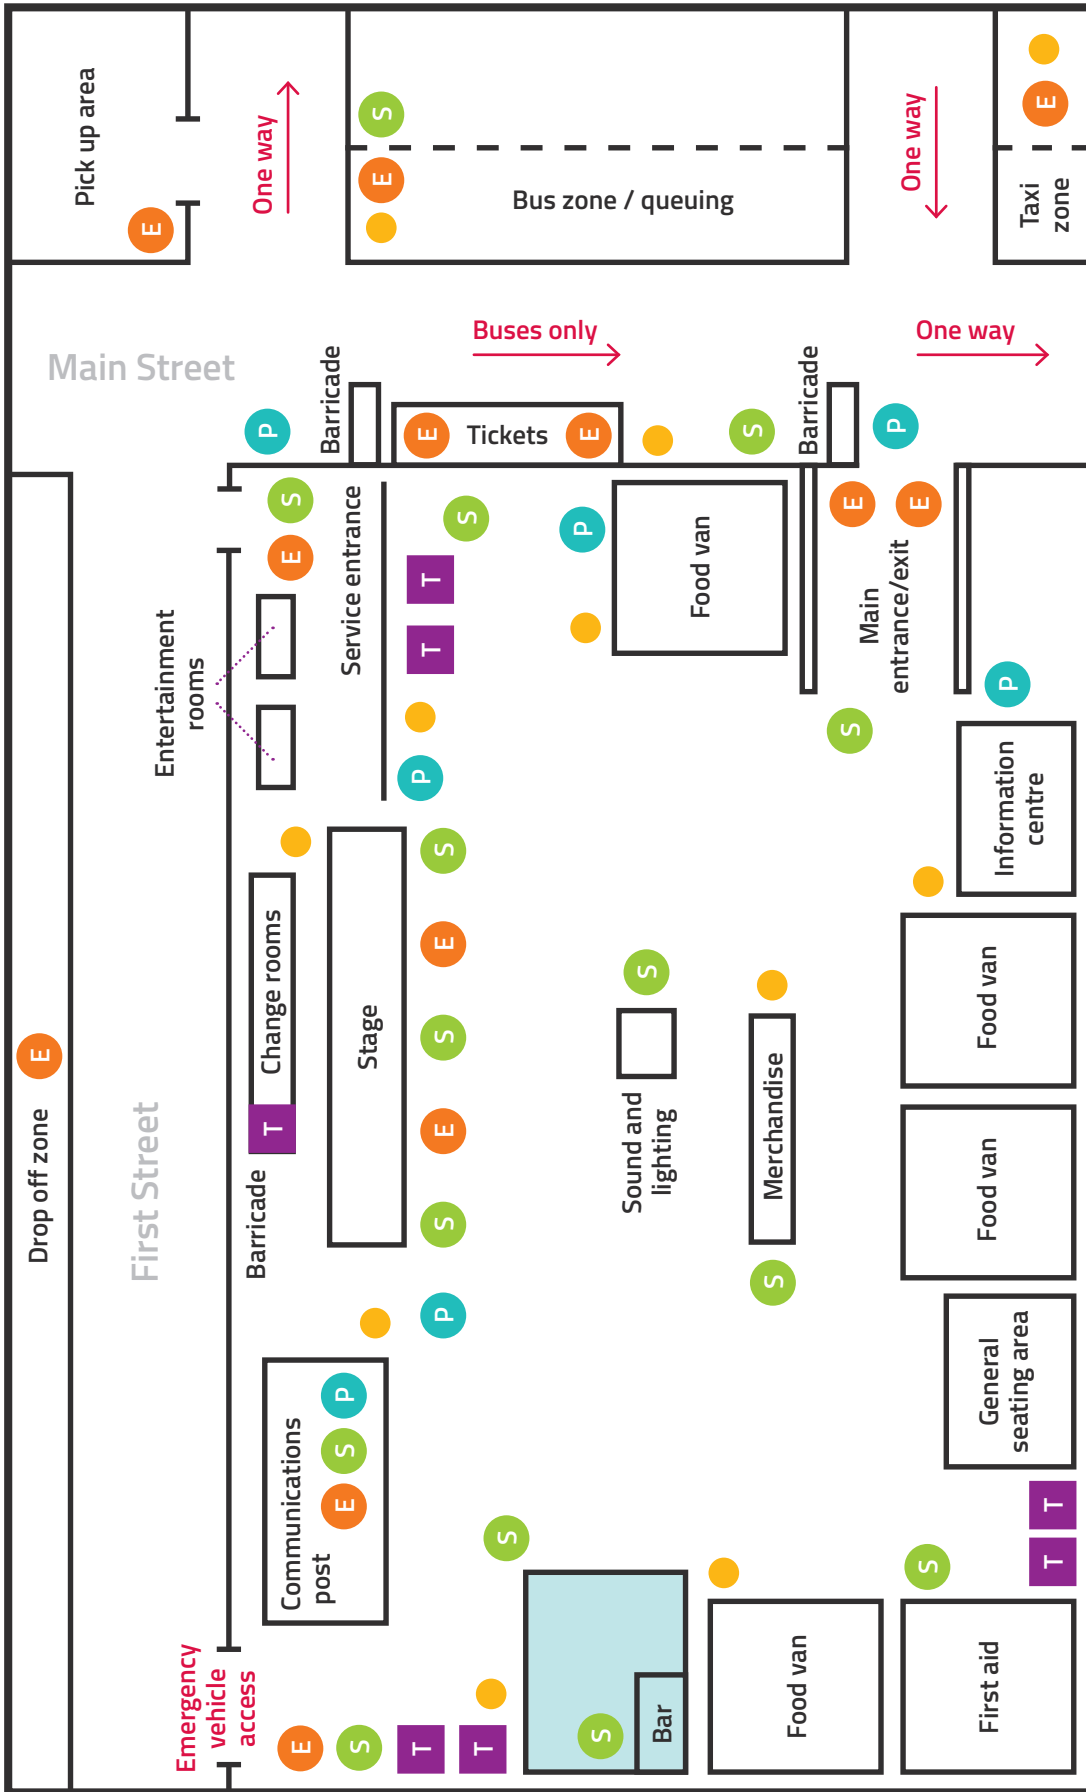 Drop off zone
E
Pick up area
E
Main Street
First Street
Entertainment
rooms
Emergency
vehicle
access
Barricade
T
Change rooms
E
S
P
One way
Communications
post
E
S
P
E
S
T
T
Stage
Service entrance
Barricade
E
S
P
S
E
S
E
S
P
T
T
S
E
Tickets
E
Buses only
Bus zone / queuing
S
S
Bar
Sound and
lighting
S
P
Food van
S
S
Merchandise
Food van
S
Main
entrance/exit
E
E
Barricade
P
One way
One way
First aid
S
T
T
General
seating area
Food van
Food van
Information
centre
P
Taxi
zone
E